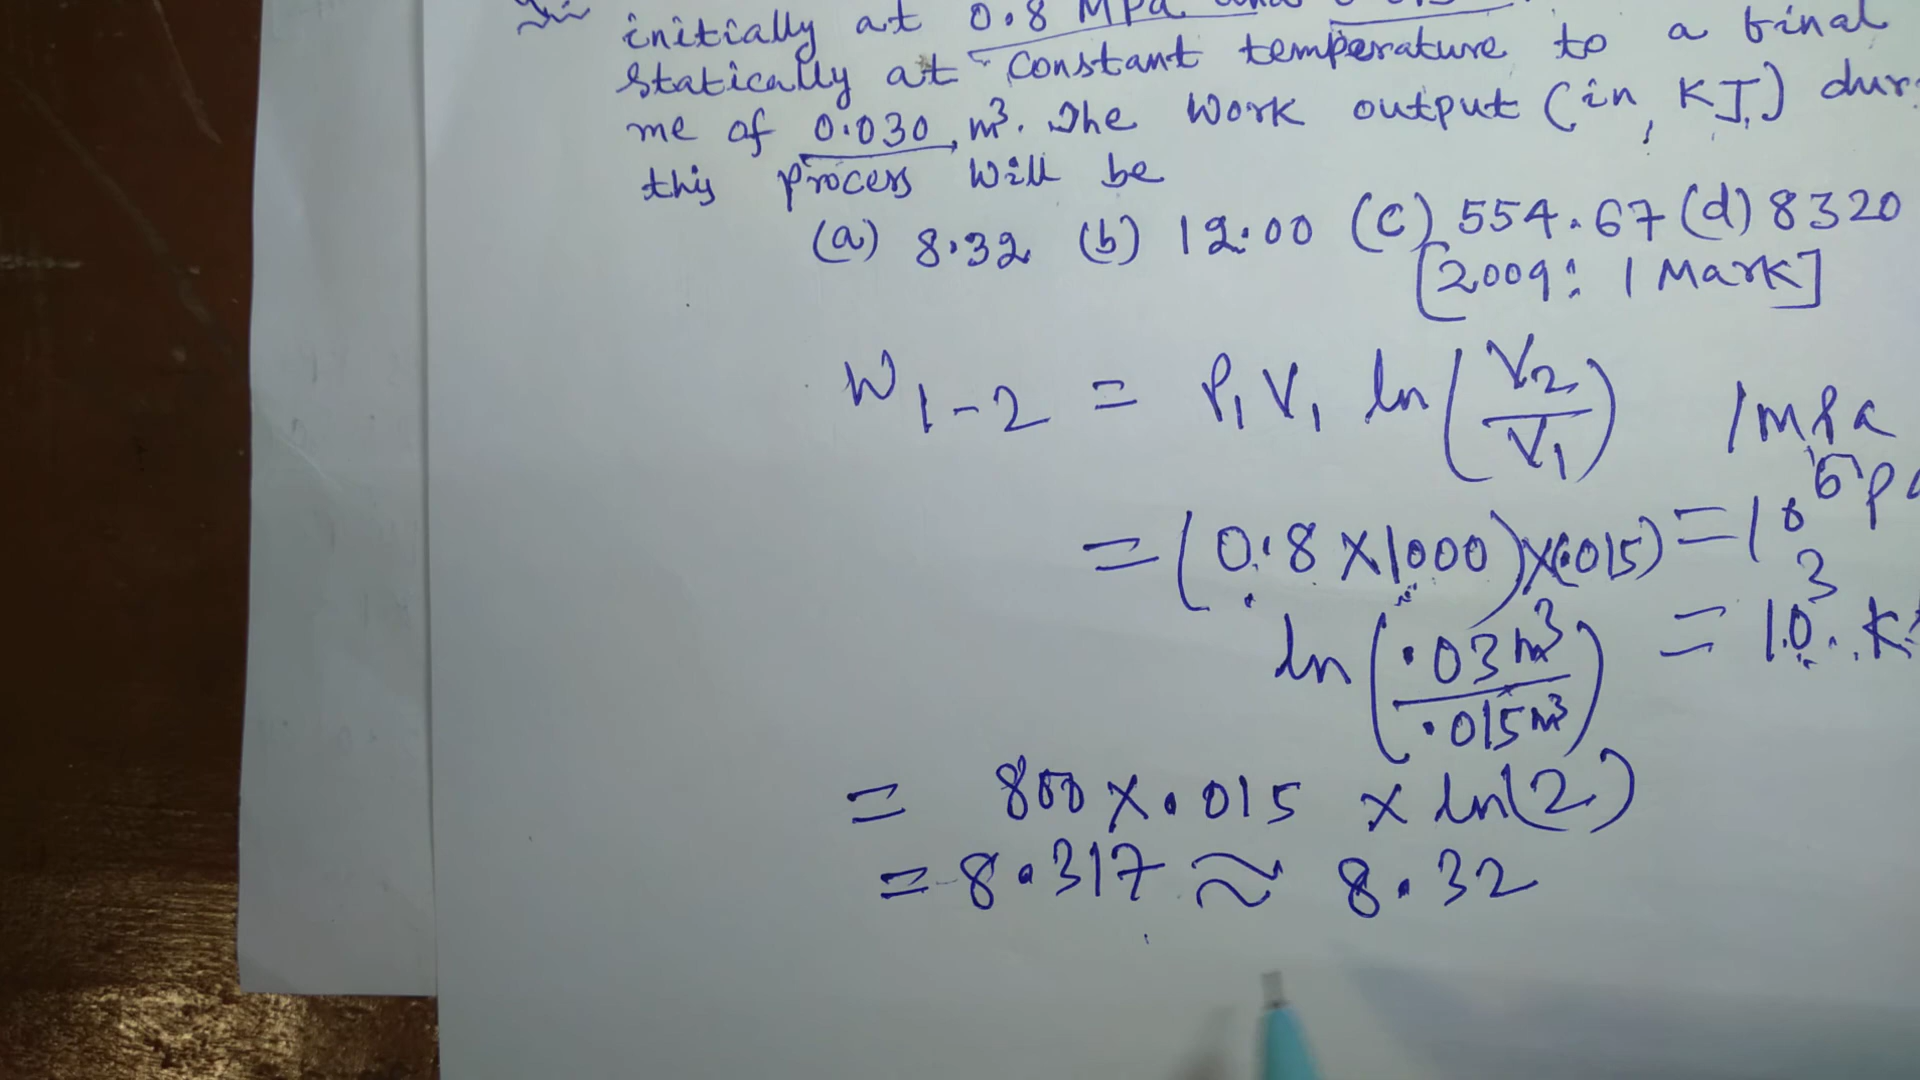 initially at 0.8 MPa and
statically at constant temperature to a final
me of 0.030 m³. The Work output (in KJ) dur
this process will be
(a) 8.32 (b) 12.00 (c) 554.67 (d) 8320
[2009: 1 Mark]
W₁₋₂ = P₁V₁ ln(V₂/V₁)
1 MPa
= 10⁶ Pa
= 10³ K
= (0.8 × 1000) × (.015)
ln(.03 m³/.015 m³)
= 800 × .015 × ln(2)
= 8.317 ≈ 8.32